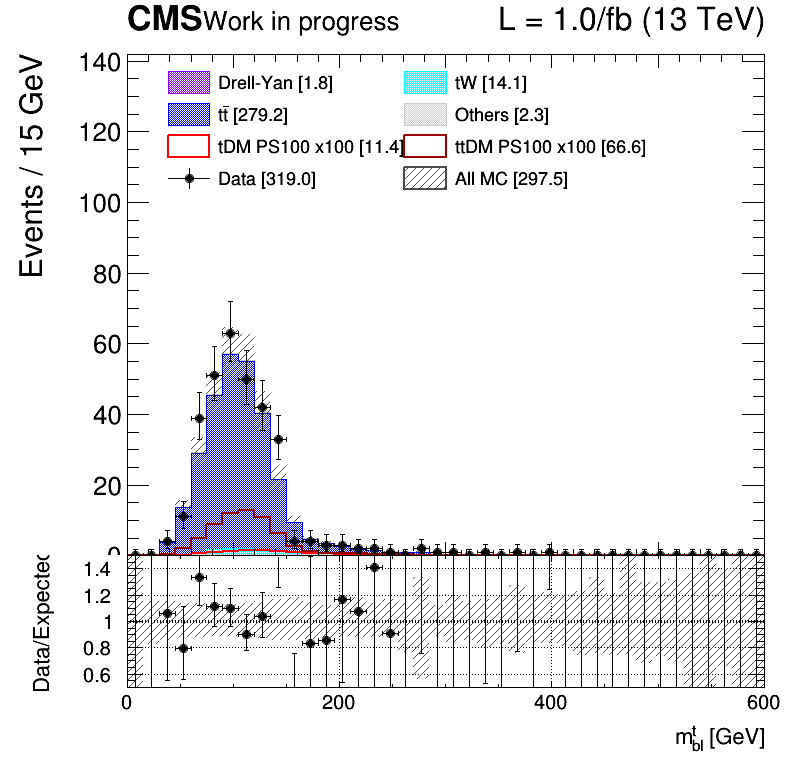 CMS Work in progress L = 1.0/fb (13 TeV)
Events / 15 GeV
140
120
100
80
60
40
20
0
Drell-Yan [1.8] tW [14.1]
tt̄ [279.2] Others [2.3]
tDM PS100 x100 [11.4] ttDM PS100 x100 [66.6]
Data [319.0] All MC [297.5]
Data/Expected
1.4
1.2
1
0.8
0.6
0 200 400 600
m^t_bl [GeV]